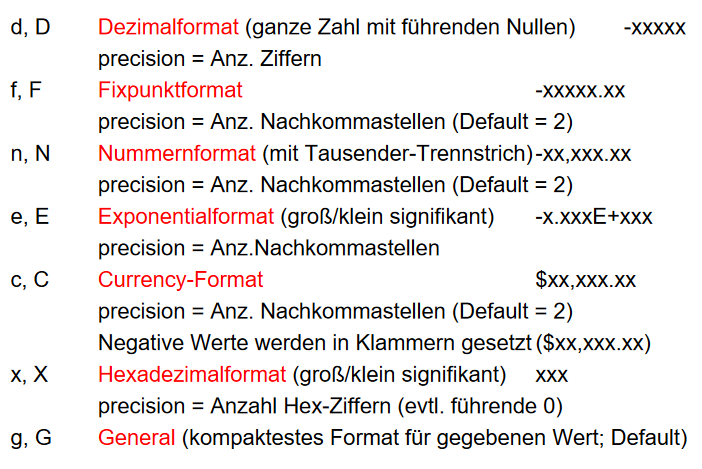 d, D Dezimalformat (ganze Zahl mit führenden Nullen) -xxxxx
precision = Anz. Ziffern
f, F Fixpunktformat -xxxxx.xx
precision = Anz. Nachkommastellen (Default = 2)
n, N Nummernformat (mit Tausender-Trennstrich) -xx,xxx.xx
precision = Anz. Nachkommastellen (Default = 2)
e, E Exponentialformat (groß/klein signifikant) -x.xxxE+xxx
precision = Anz.Nachkommastellen
c, C Currency-Format $xx,xxx.xx
precision = Anz. Nachkommastellen (Default = 2)
Negative Werte werden in Klammern gesetzt ($xx,xxx.xx)
x, X Hexadezimalformat (groß/klein signifikant) xxx
precision = Anzahl Hex-Ziffern (evtl. führende 0)
g, G General (kompaktestes Format für gegebenen Wert; Default)